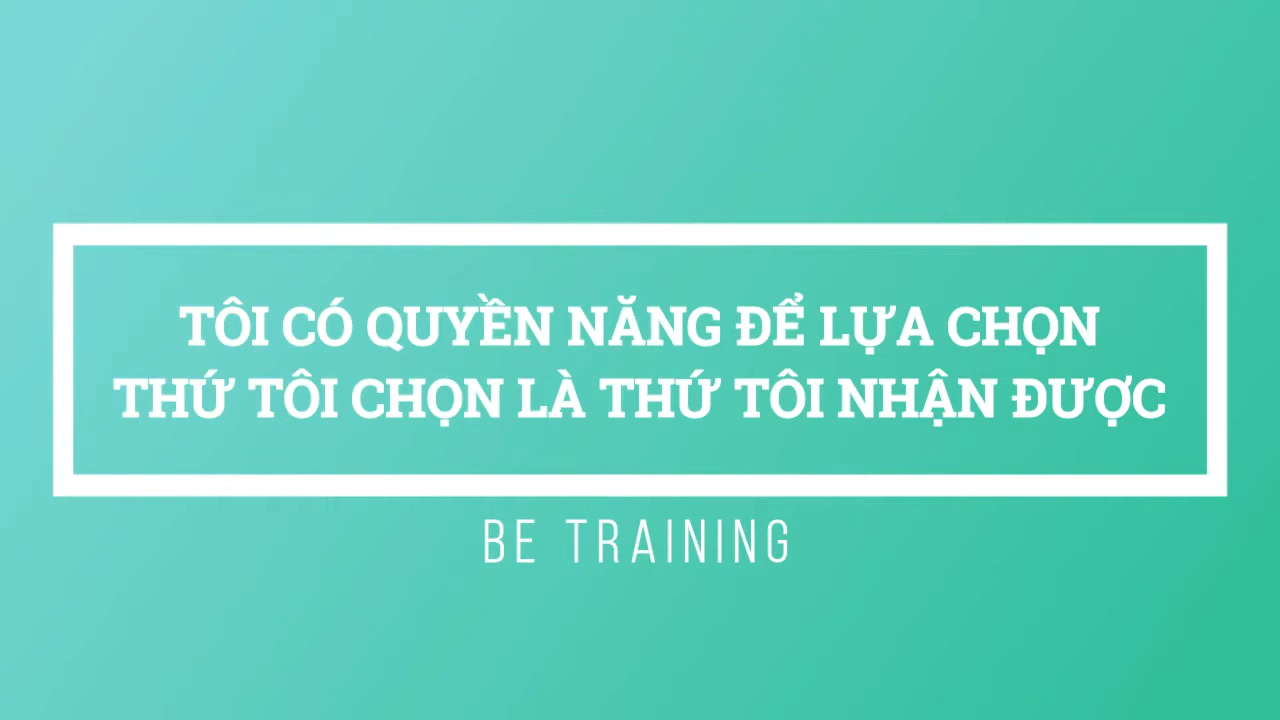 TÔI CÓ QUYỀN NĂNG ĐỂ LỰA CHỌN
THỨ TÔI CHỌN LÀ THỨ TÔI NHẬN ĐƯỢC
BE TRAINING